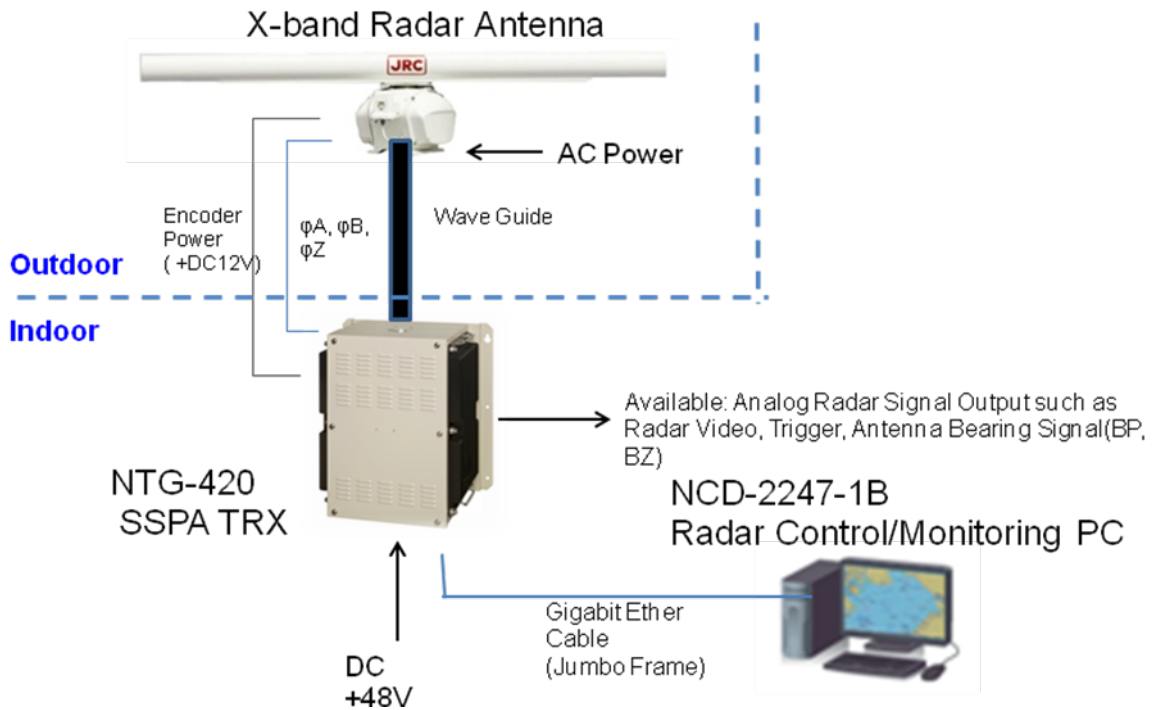 X-band Radar Antenna
JRC
AC Power
Encoder
Power
( +DC12V)
φA, φB,
φZ
Wave Guide
Outdoor
Indoor
Available: Analog Radar Signal Output such as
Radar Video, Trigger, Antenna Bearing Signal(BP,
BZ)
NTG-420
SSPA TRX
NCD-2247-1B
Radar Control/Monitoring PC
Gigabit Ether
Cable
(Jumbo Frame)
DC
+48V